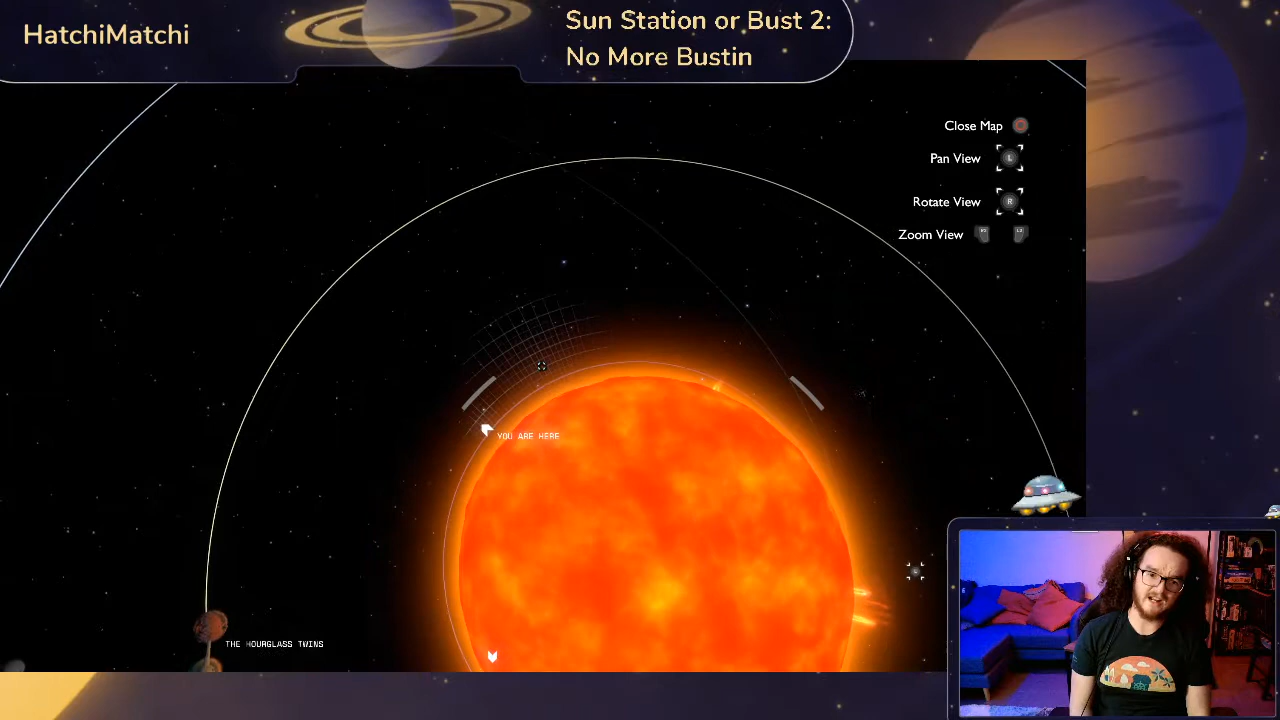 HatchiMatchi
Sun Station or Bust 2:
No More Bustin
Close Map
Pan View
L
Rotate View
R
Zoom View
YOU ARE HERE
THE HOURGLASS TWINS